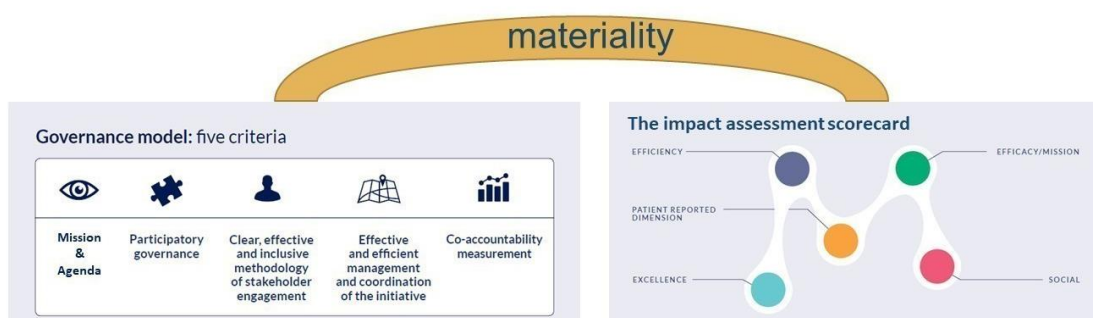 materiality
Governance model: five criteria
Mission
&
Agenda
Participatory
governance
Clear, effective
and inclusive
methodology
of stakeholder
engagement
Effective
and efficient
management
and coordination
of the initiative
Co-accountability
measurement
The impact assessment scorecard
EFFICIENCY
EFFICACY/MISSION
PATIENT REPORTED
DIMENSION
EXCELLENCE
SOCIAL